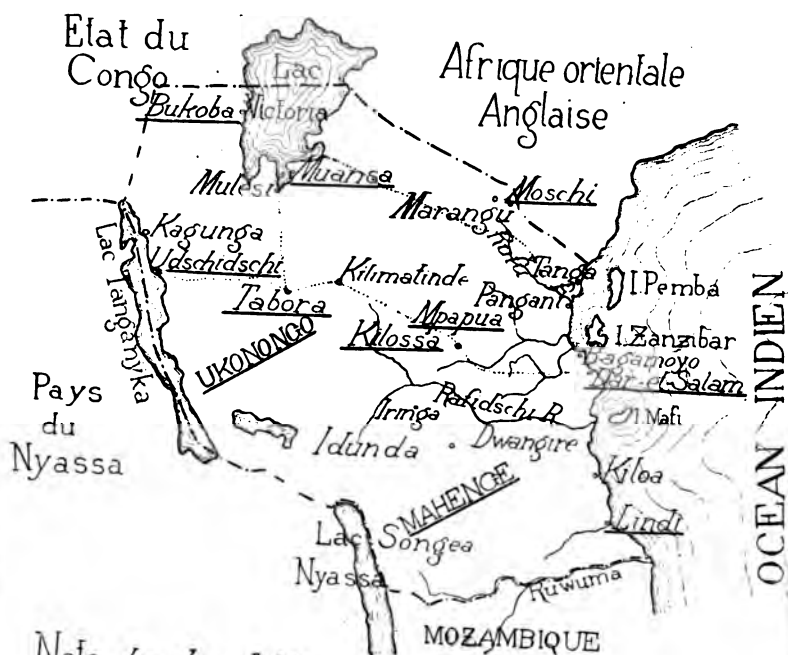 Etat du
Congo
Lac
Victoria
Afrique orientale
Anglaise
Bukoba
Mulesi
Muansa
Moschi
Marangu
Kagunga
Udschidschi
Lac Tanganyka
Tabora
Kilimatinde
Tanga
Pangani
I.Pemba
Mpapua
Kilossa
I.Zanzibar
Bagamoyo
Dar-el-Salam
UKONONGO
Pays
du
Nyassa
Iringa
Rafidschi R.
I.Mafi
Idunda
Dwangire
Kiloa
MAHENGE
Lindi
Lac
Nyassa
Songea
Ruwuma
MOZAMBIQUE
OCEAN INDIEN